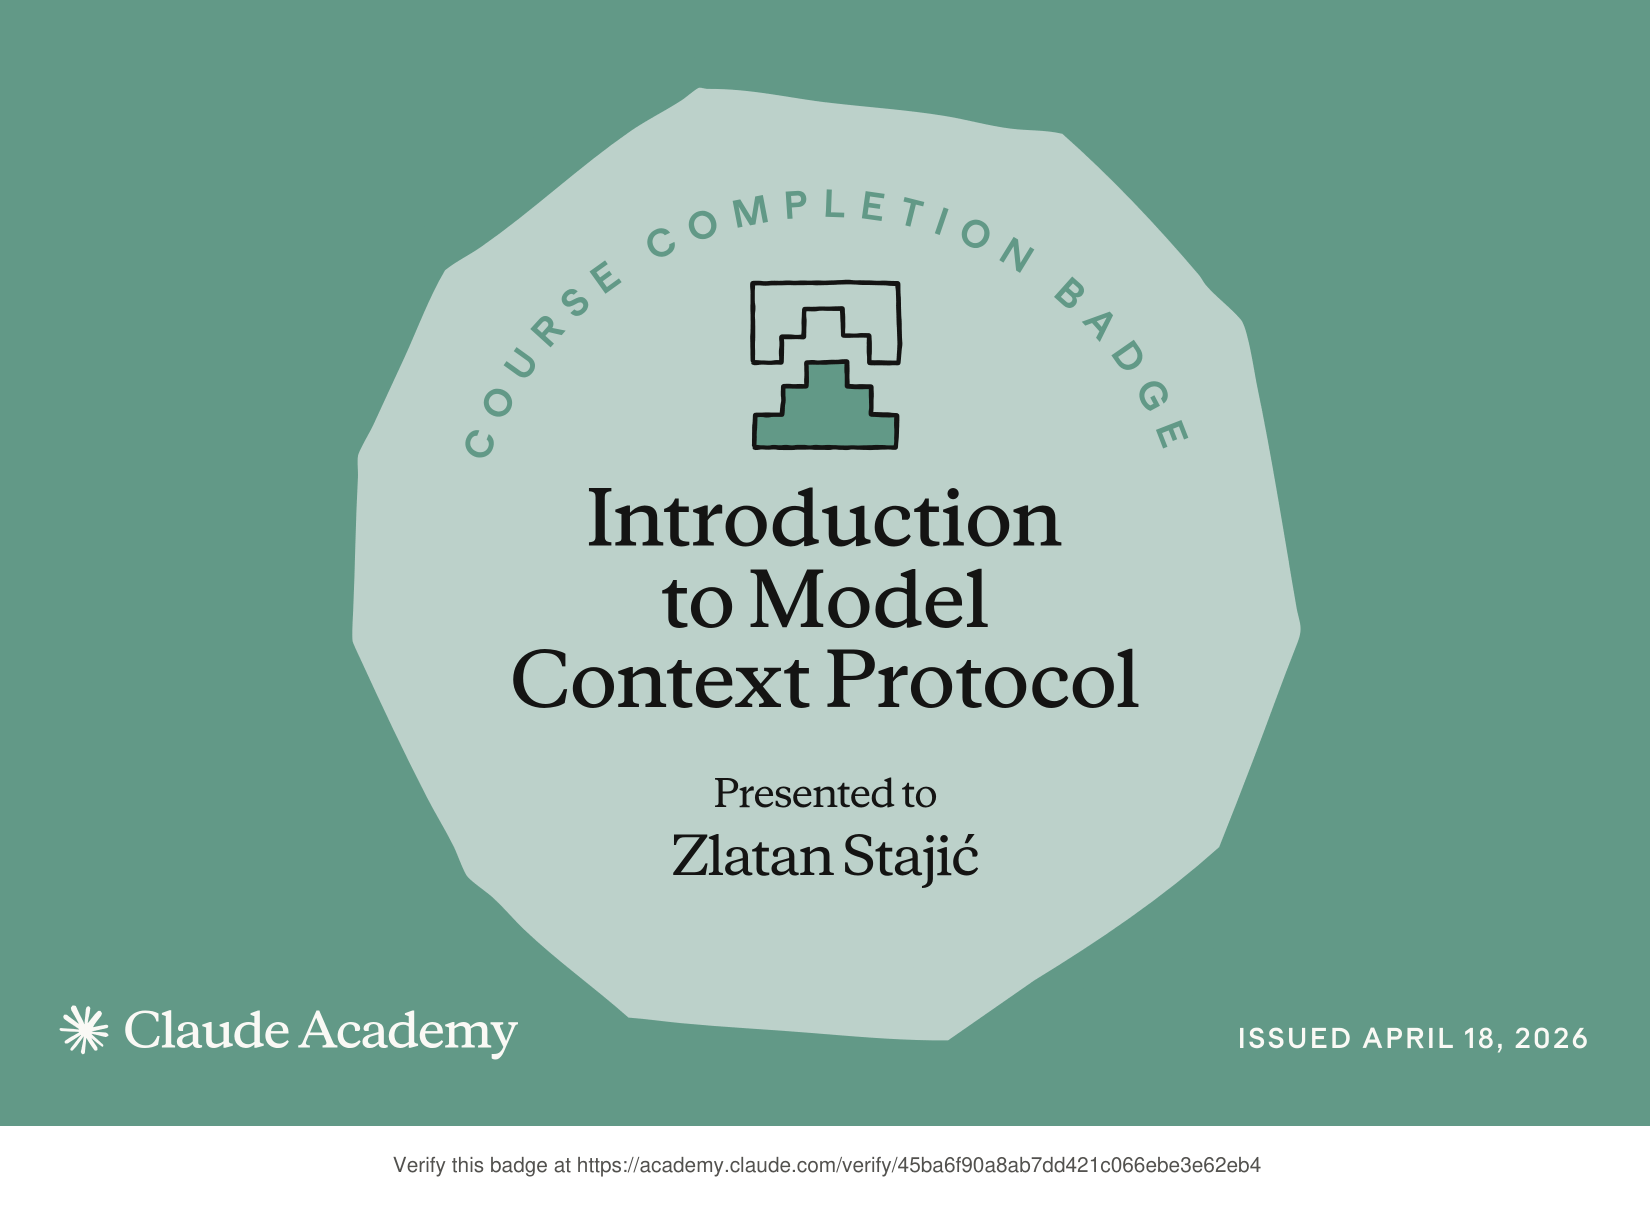 COURSE COMPLETION BADGE
Introduction
to Model
Context Protocol
Presented to
Zlatan Stajić
Claude Academy
ISSUED APRIL 18, 2026
Verify this badge at https://academy.claude.com/verify/45ba6f90a8ab7dd421c066ebe3e62eb4